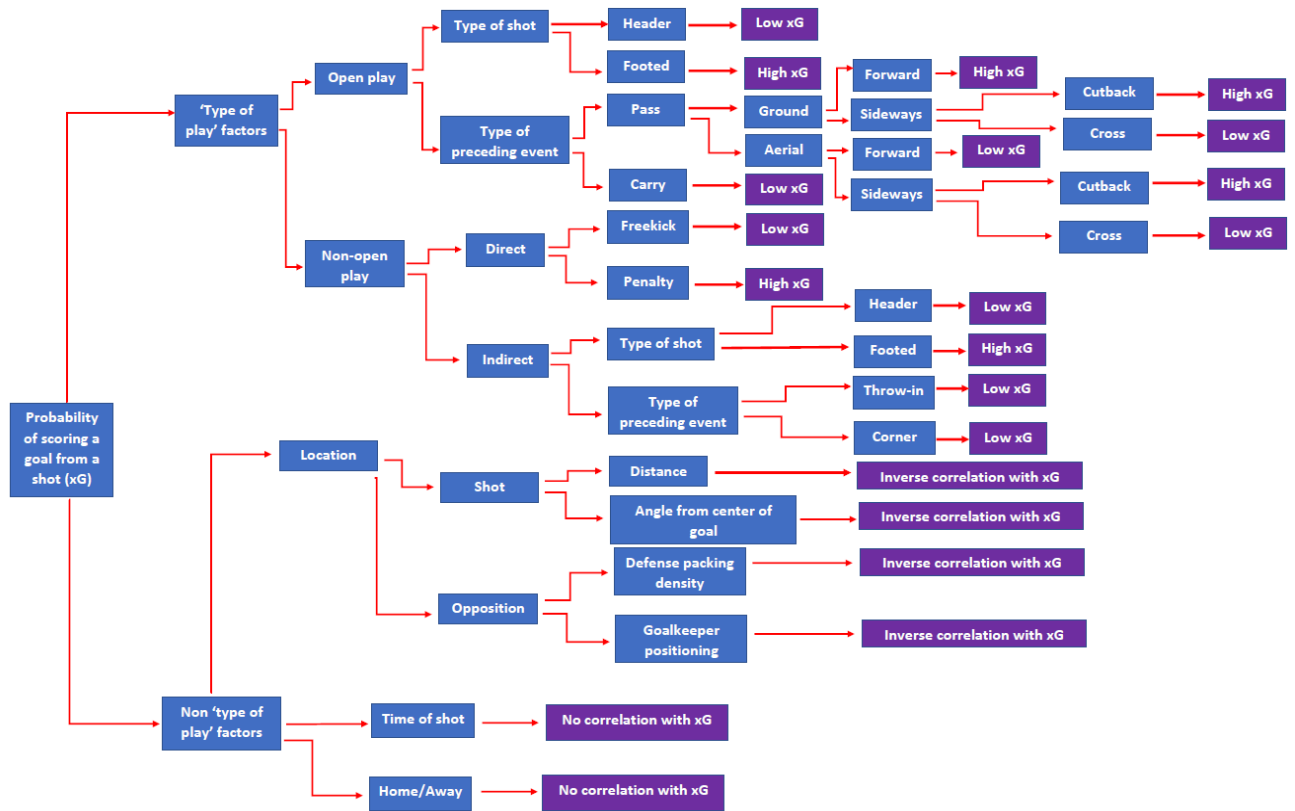 Type of shot
Header
Low xG
Open play
Footed
High xG
Forward
High xG
Cutback
High xG
‘Type of
play’ factors
Pass
Ground
Sideways
Type of
preceding event
Cross
Low xG
Aerial
Forward
Low xG
Carry
Low xG
Sideways
Cutback
High xG
Non-open
play
Direct
Freekick
Low xG
Cross
Low xG
Penalty
High xG
Header
Low xG
Indirect
Type of shot
Footed
High xG
Type of
preceding event
Throw-in
Low xG
Corner
Low xG
Probability
of scoring a
goal from a
shot (xG)
Location
Shot
Distance
Inverse correlation with xG
Angle from center of
goal
Inverse correlation with xG
Defense packing
density
Inverse correlation with xG
Opposition
Goalkeeper
positioning
Inverse correlation with xG
Non ‘type of
play’ factors
Time of shot
No correlation with xG
Home/Away
No correlation with xG